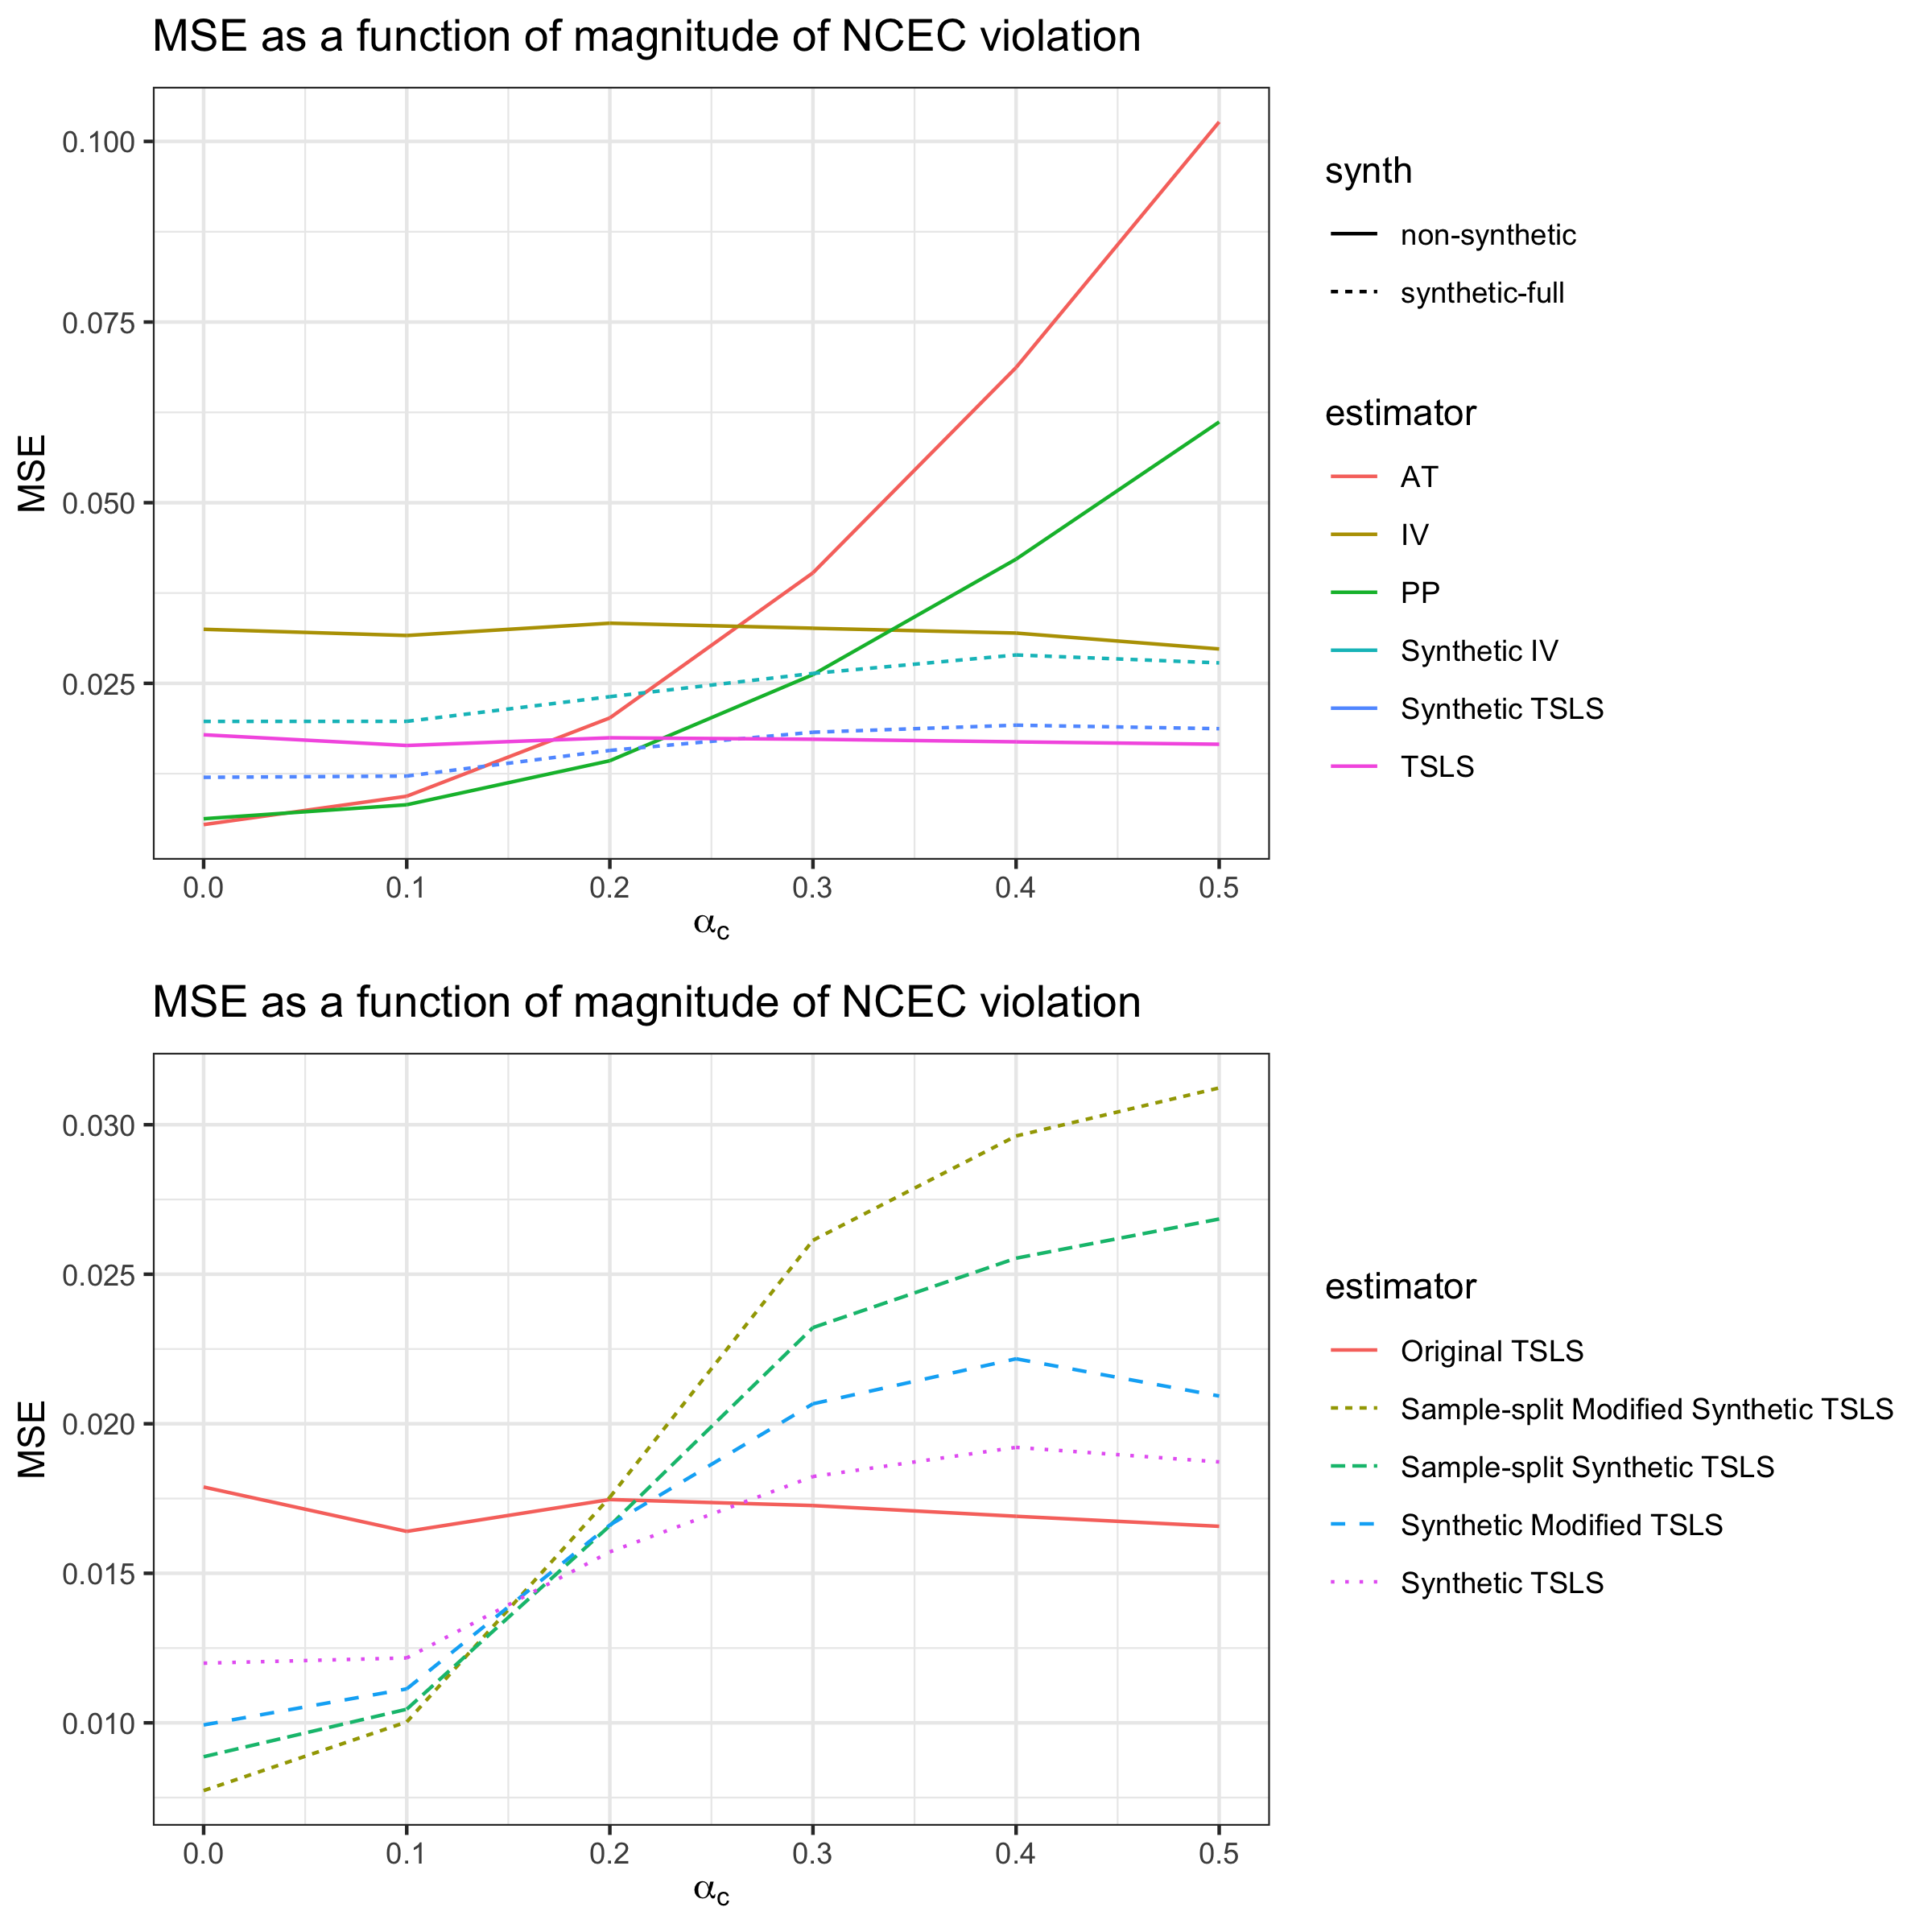 MSE as a function of magnitude of NCEC violation
MSE
0.100
0.075
0.050
0.025
0.0 0.1 0.2 0.3 0.4 0.5
αc
synth
non-synthetic
synthetic-full
estimator
AT
IV
PP
Synthetic IV
Synthetic TSLS
TSLS
MSE as a function of magnitude of NCEC violation
MSE
0.030
0.025
0.020
0.015
0.010
0.0 0.1 0.2 0.3 0.4 0.5
αc
estimator
Original TSLS
Sample-split Modified Synthetic TSLS
Sample-split Synthetic TSLS
Synthetic Modified TSLS
Synthetic TSLS